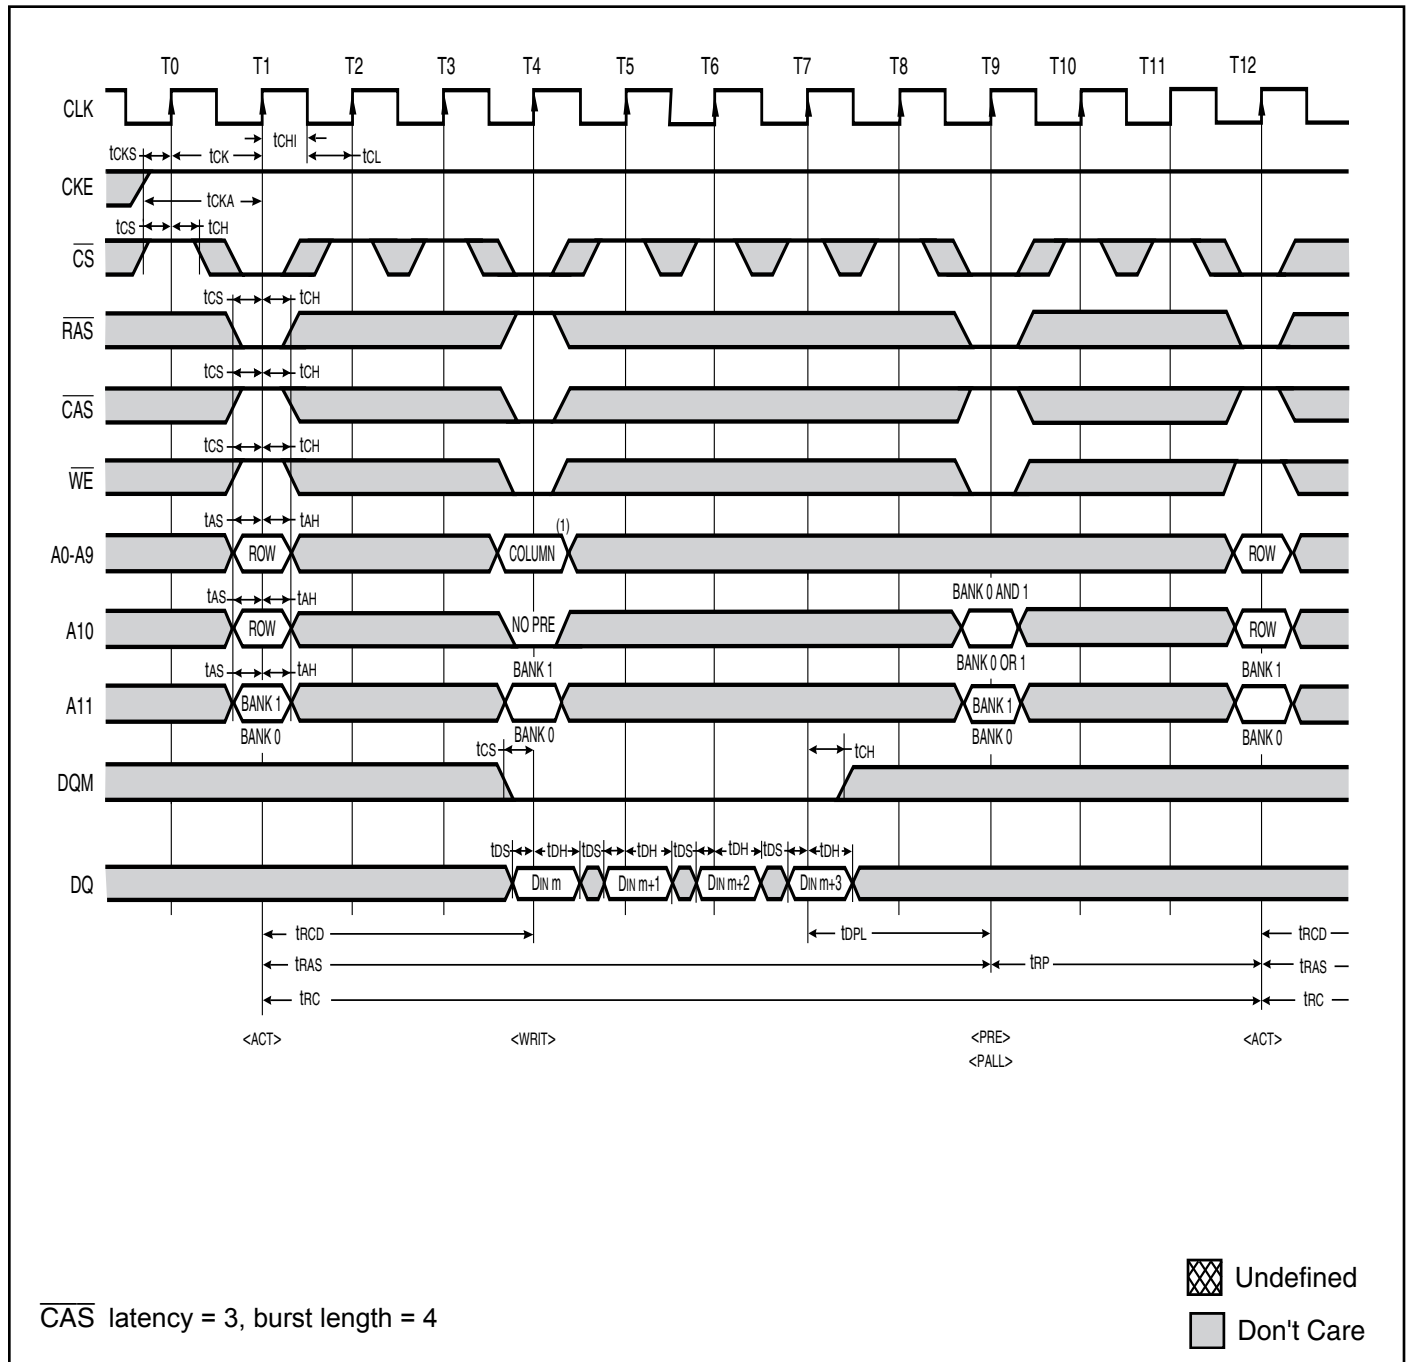 T0 T1 T2 T3 T4 T5 T6 T7 T8 T9 T10 T11 T12
CLK
tCHI
tCKS tCK tCL
CKE
tCKA
tCS tCH
CS
tCS tCH
RAS
tCS tCH
CAS
tCS tCH
WE
tAS tAH (1)
A0-A9 ROW COLUMN ROW
tAS tAH BANK 0 AND 1
A10 ROW NO PRE ROW
tAS tAH BANK 1 BANK 0 OR 1 BANK 1
A11 BANK 1 BANK 1
BANK 0 BANK 0 BANK 0 BANK 0
tCS tCH
DQM
tDS tDH tDS tDH tDS tDH tDS tDH
DQ DIN m DIN m+1 DIN m+2 DIN m+3
tRCD tDPL tRCD
tRAS tRP tRAS
tRC tRC
<ACT> <WRIT> <PRE> <ACT>
<PALL>
Undefined
CAS latency = 3, burst length = 4
Don't Care